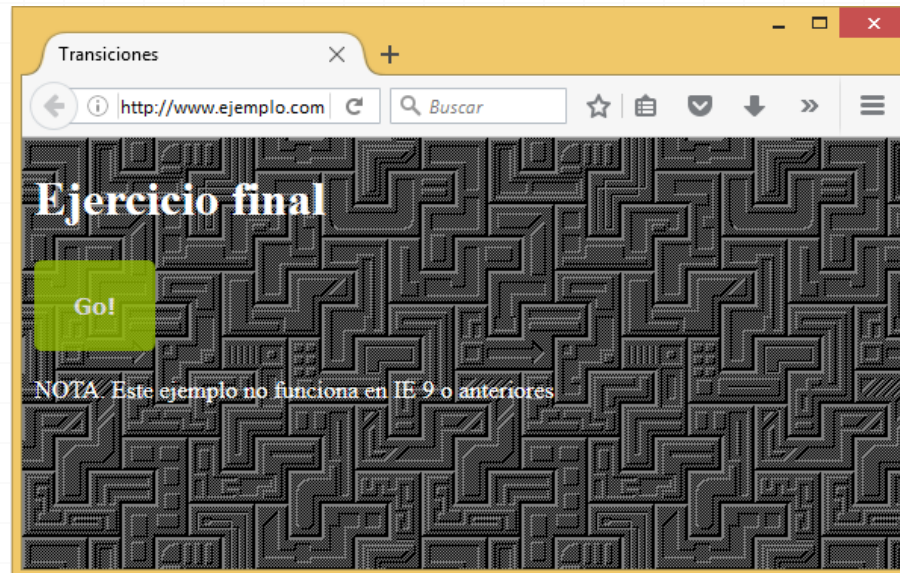 Transiciones
http://www.ejemplo.com
Buscar
Ejercicio final
Go!
NOTA. Este ejemplo no funciona en IE 9 o anteriores